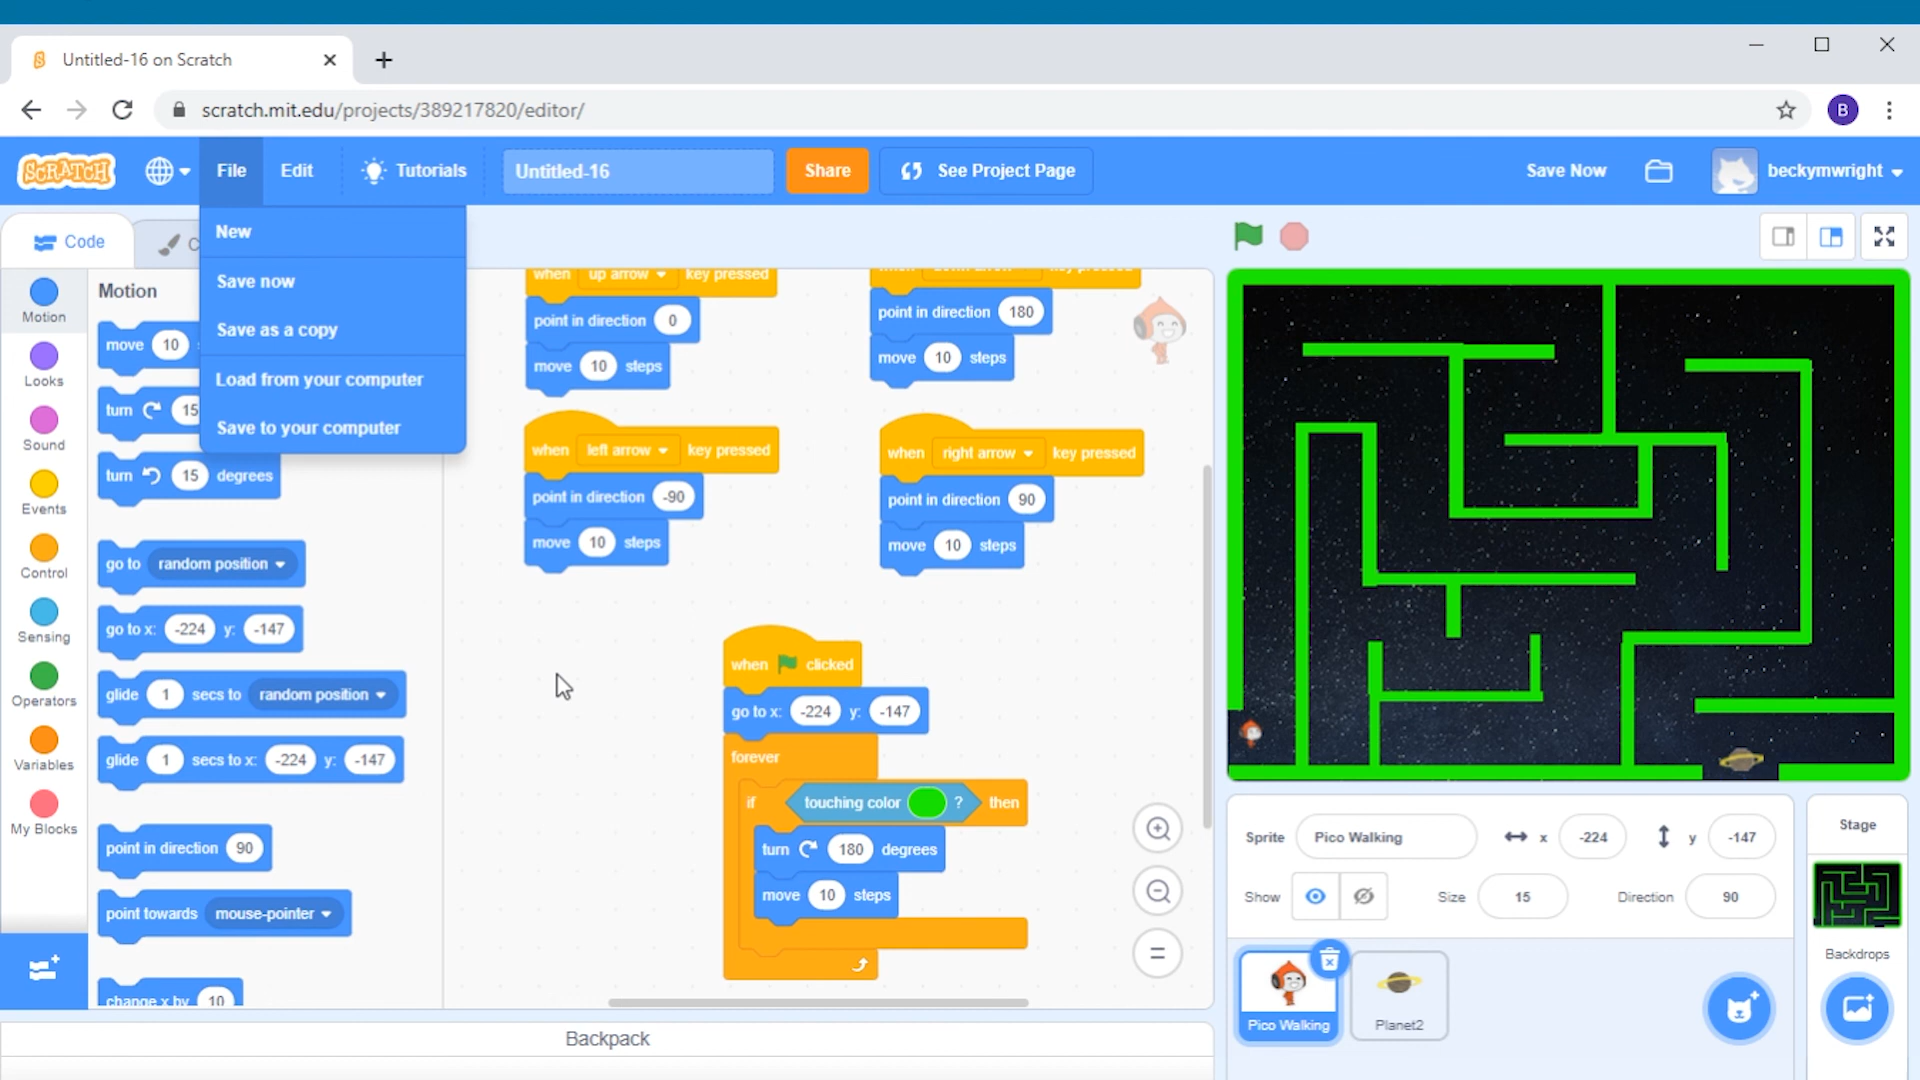 Untitled-16 on Scratch
scratch.mit.edu/projects/389217820/editor/
B
SCRATCH
File
Edit
Tutorials
Untitled-16
Share
See Project Page
Save Now
beckymwright
New
Save now
Save as a copy
Load from your computer
Save to your computer
Code
C
Motion
Looks
Sound
Events
Control
Sensing
Operators
Variables
My Blocks
Motion
move 10
turn 15
turn 15 degrees
go to random position
go to x: -224 y: -147
glide 1 secs to random position
glide 1 secs to x: -224 y: -147
point in direction 90
point towards mouse-pointer
change x by 10
when up arrow key pressed
point in direction 0
move 10 steps
key pressed
point in direction 180
move 10 steps
when left arrow key pressed
point in direction -90
move 10 steps
when right arrow key pressed
point in direction 90
move 10 steps
when clicked
go to x: -224 y: -147
forever
if touching color ? then
turn 180 degrees
move 10 steps
Backpack
Sprite Pico Walking x -224 y -147
Show Size 15 Direction 90
Pico Walking
Planet2
Stage
Backdrops